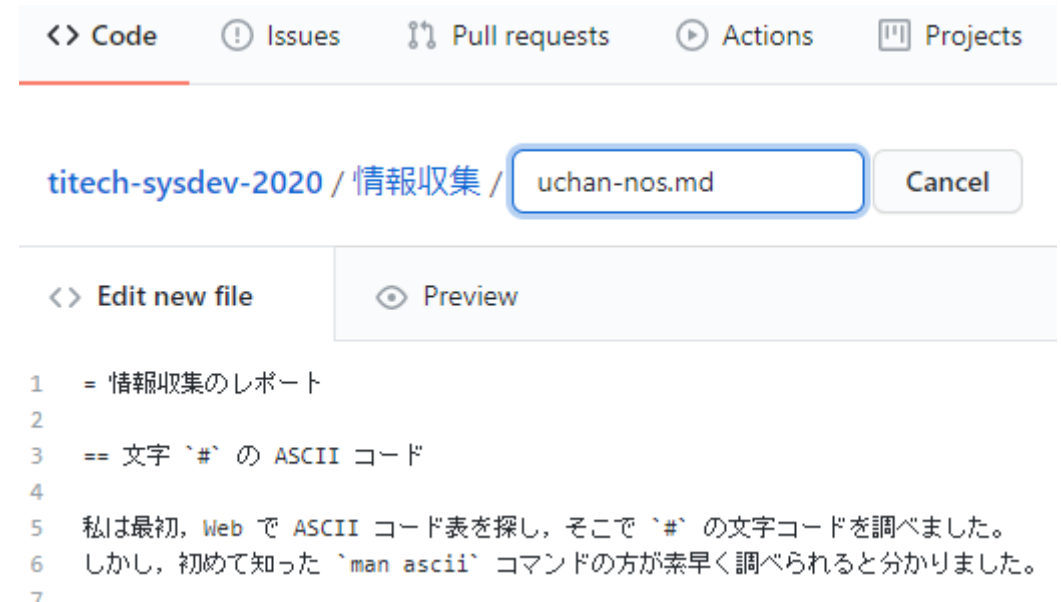 <> Code Issues Pull requests Actions Projects
titech-sysdev-2020 / 情報収集 / uchan-nos.md Cancel
<> Edit new file Preview
1 = 情報収集のレポート
2
3 == 文字 `#` の ASCII コード
4
5 私は最初，Web で ASCII コード表を探し，そこで `#` の文字コードを調べました。
6 しかし，初めて知った `man ascii` コマンドの方が素早く調べられると分かりました。
7